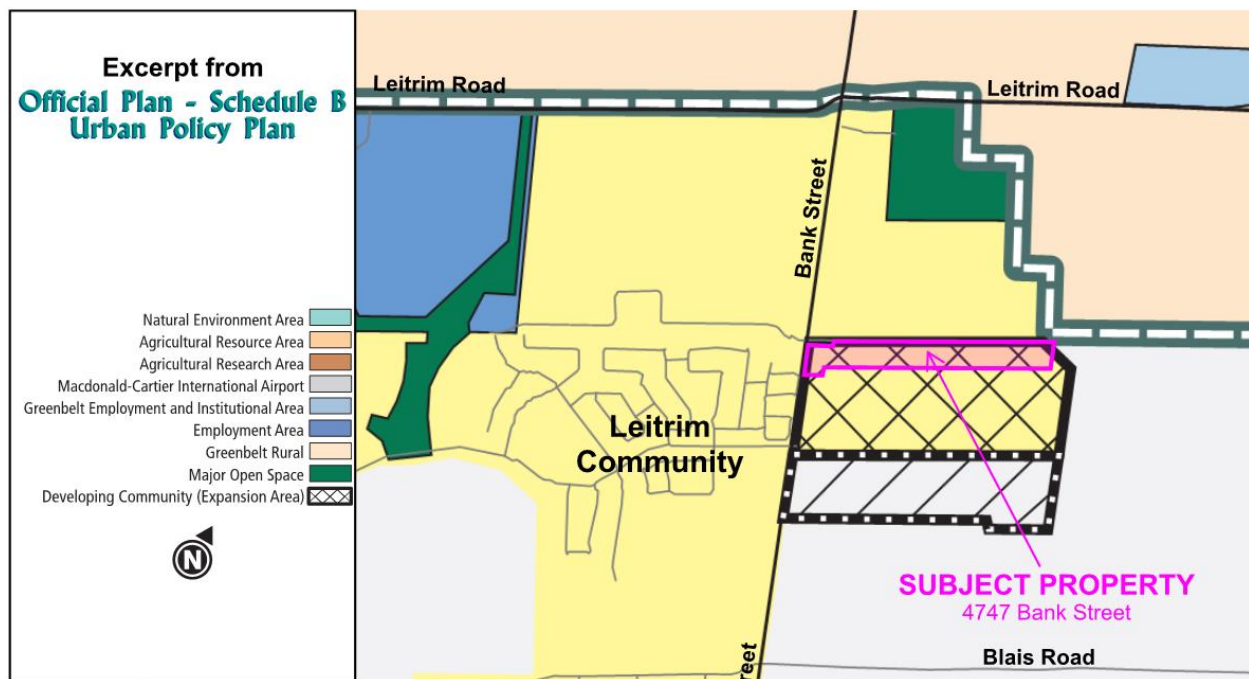 Excerpt from
Official Plan - Schedule B
Urban Policy Plan
Natural Environment Area
Agricultural Resource Area
Agricultural Research Area
Macdonald-Cartier International Airport
Greenbelt Employment and Institutional Area
Employment Area
Greenbelt Rural
Major Open Space
Developing Community (Expansion Area)
N
Leitrim Road
Leitrim Road
Bank Street
Leitrim
Community
SUBJECT PROPERTY
4747 Bank Street
Blais Road